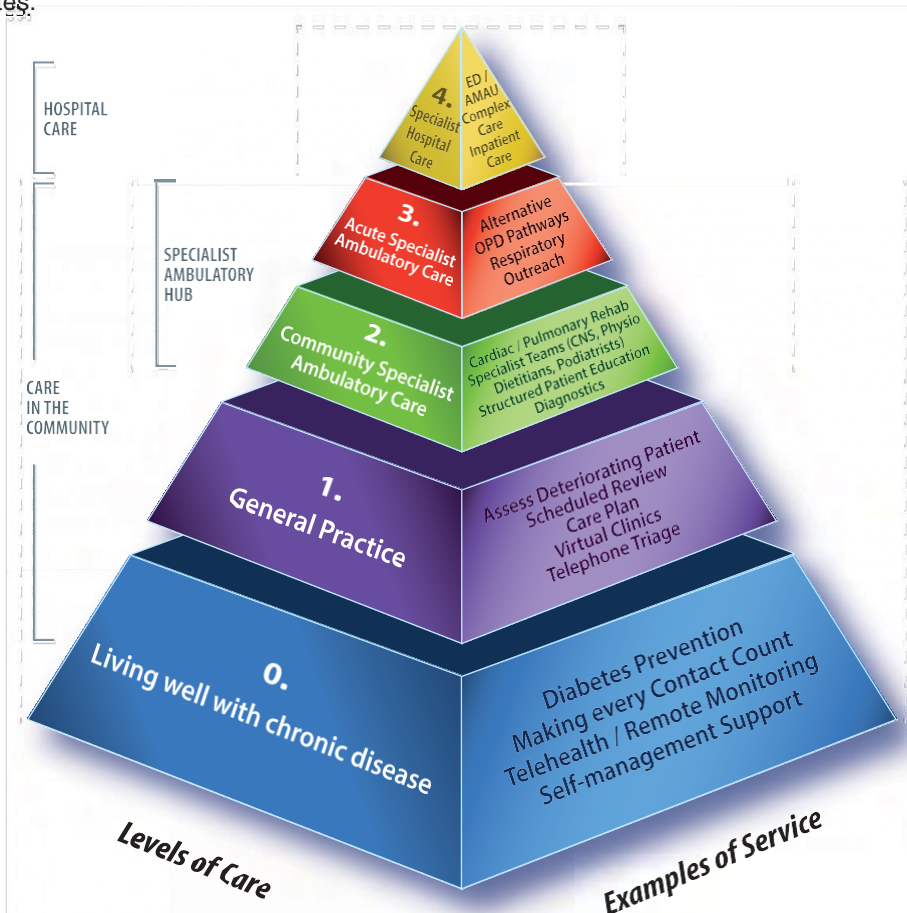 HOSPITAL
CARE
4.
Specialist
Hospital
Care
ED /
AMAU
Complex
Care
Inpatient
Care
SPECIALIST
AMBULATORY
HUB
3.
Acute Specialist
Ambulatory Care
Alternative
OPD Pathways
Respiratory
Outreach
CARE
IN THE
COMMUNITY
2.
Community Specialist
Ambulatory Care
Cardiac / Pulmonary Rehab
Specialist Teams (CNS, Physio
Dietitians, Podiatrists)
Structured Patient Education
Diagnostics
1.
General Practice
Assess Deteriorating Patient
Scheduled Review
Care Plan
Virtual Clinics
Telephone Triage
0.
Living well with chronic disease
Diabetes Prevention
Making every Contact Count
Telehealth / Remote Monitoring
Self-management Support
Levels of Care
Examples of Service